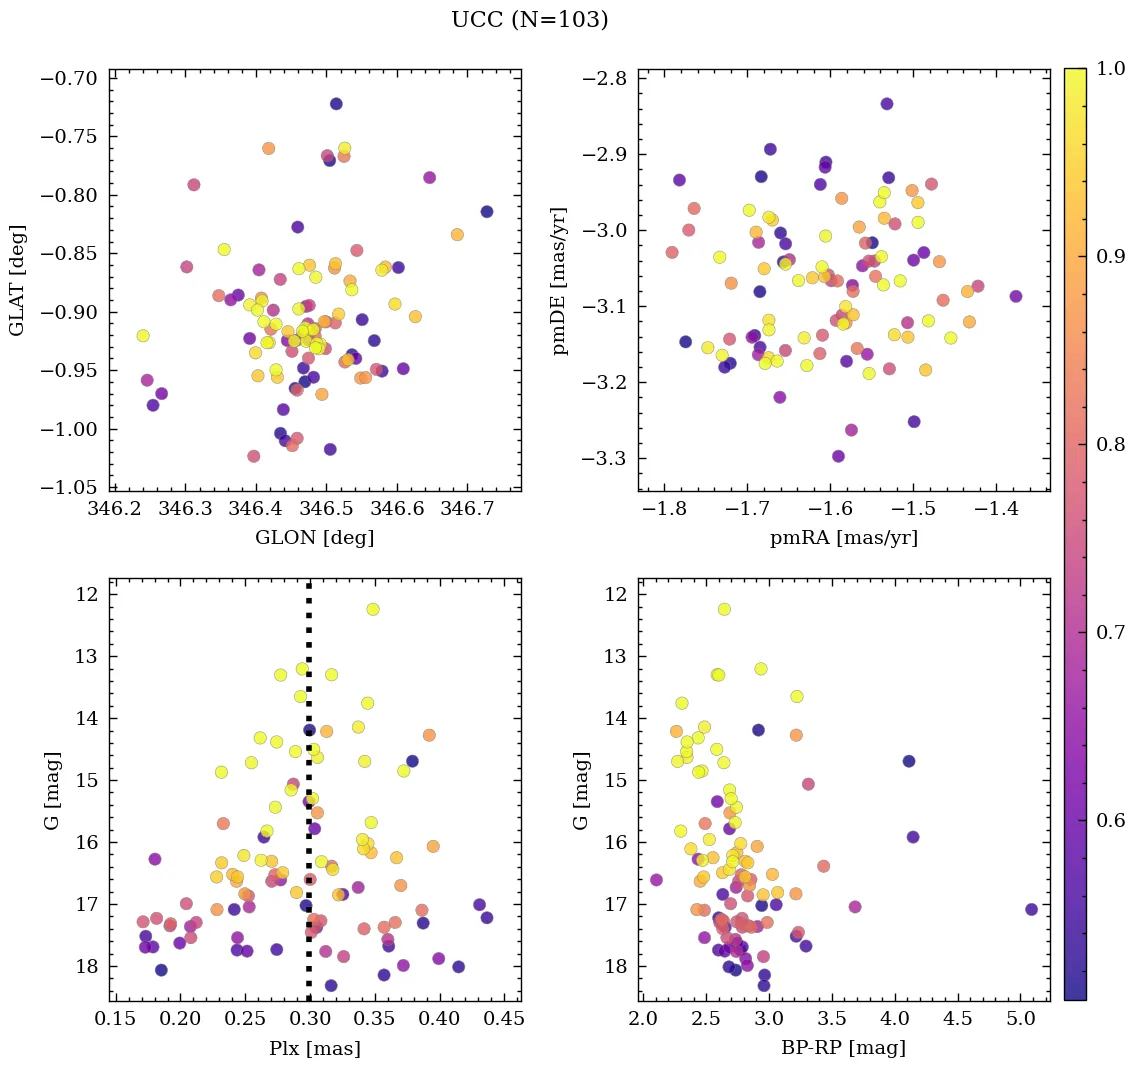 UCC (N=103)
−0.70
−0.75
−0.80
−0.85
−0.90
−0.95
−1.00
−1.05
GLAT [deg]
346.2 346.3 346.4 346.5 346.6 346.7
GLON [deg]
−2.8
−2.9
−3.0
−3.1
−3.2
−3.3
pmDE [mas/yr]
−1.8 −1.7 −1.6 −1.5 −1.4
pmRA [mas/yr]
1.0
0.9
0.8
0.7
0.6
12
13
14
15
16
17
18
G [mag]
0.15 0.20 0.25 0.30 0.35 0.40 0.45
Plx [mas]
12
13
14
15
16
17
18
G [mag]
2.0 2.5 3.0 3.5 4.0 4.5 5.0
BP-RP [mag]